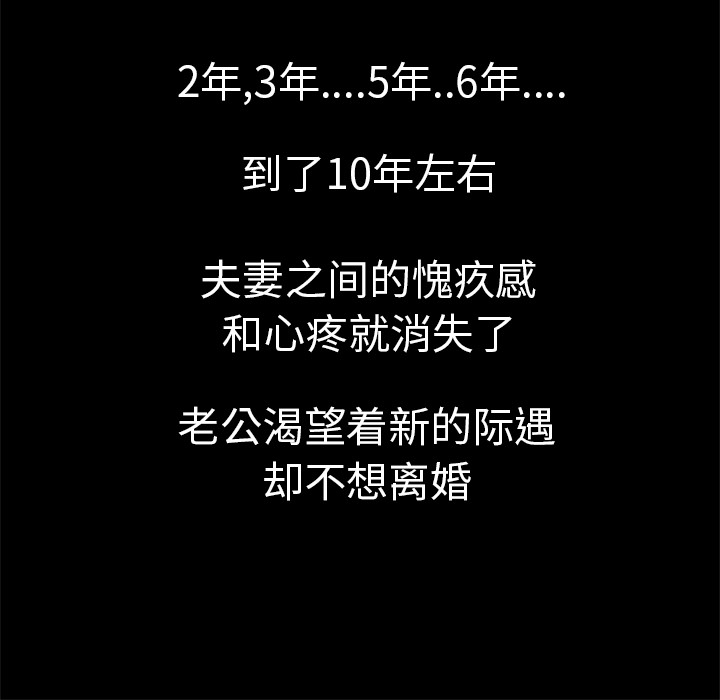 2年,3年....5年..6年....
到了10年左右
夫妻之间的愧疚感
和心疼就消失了
老公渴望着新的际遇
却不想离婚